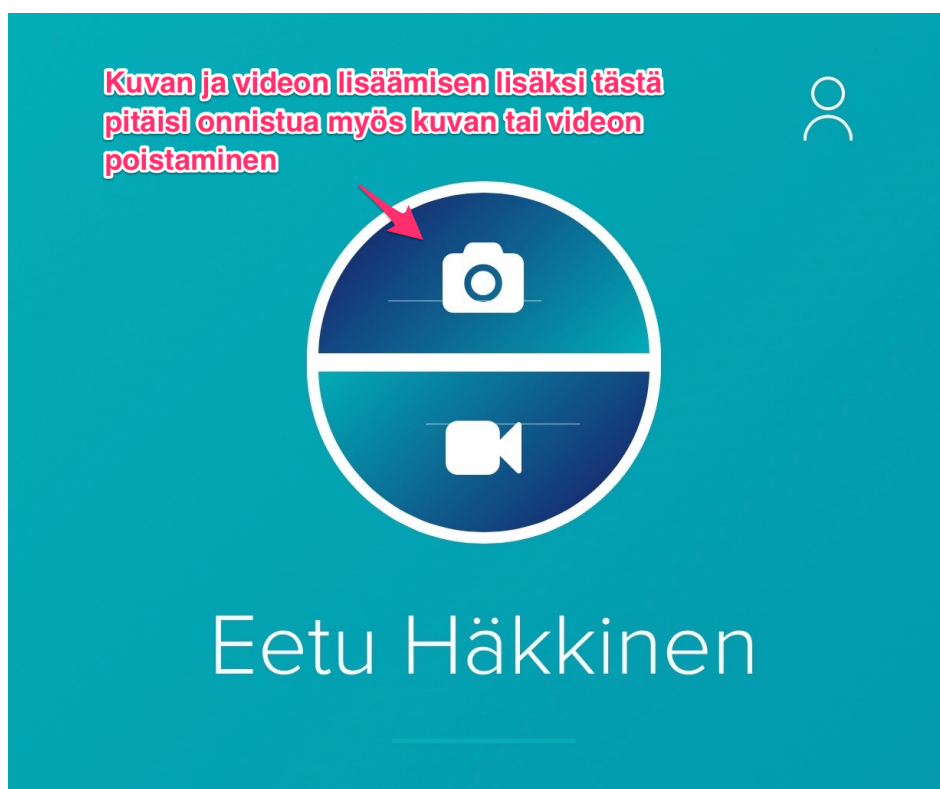 Kuvan ja videon lisäämisen lisäksi tästä
pitäisi onnistua myös kuvan tai videon
poistaminen
Eetu Häkkinen